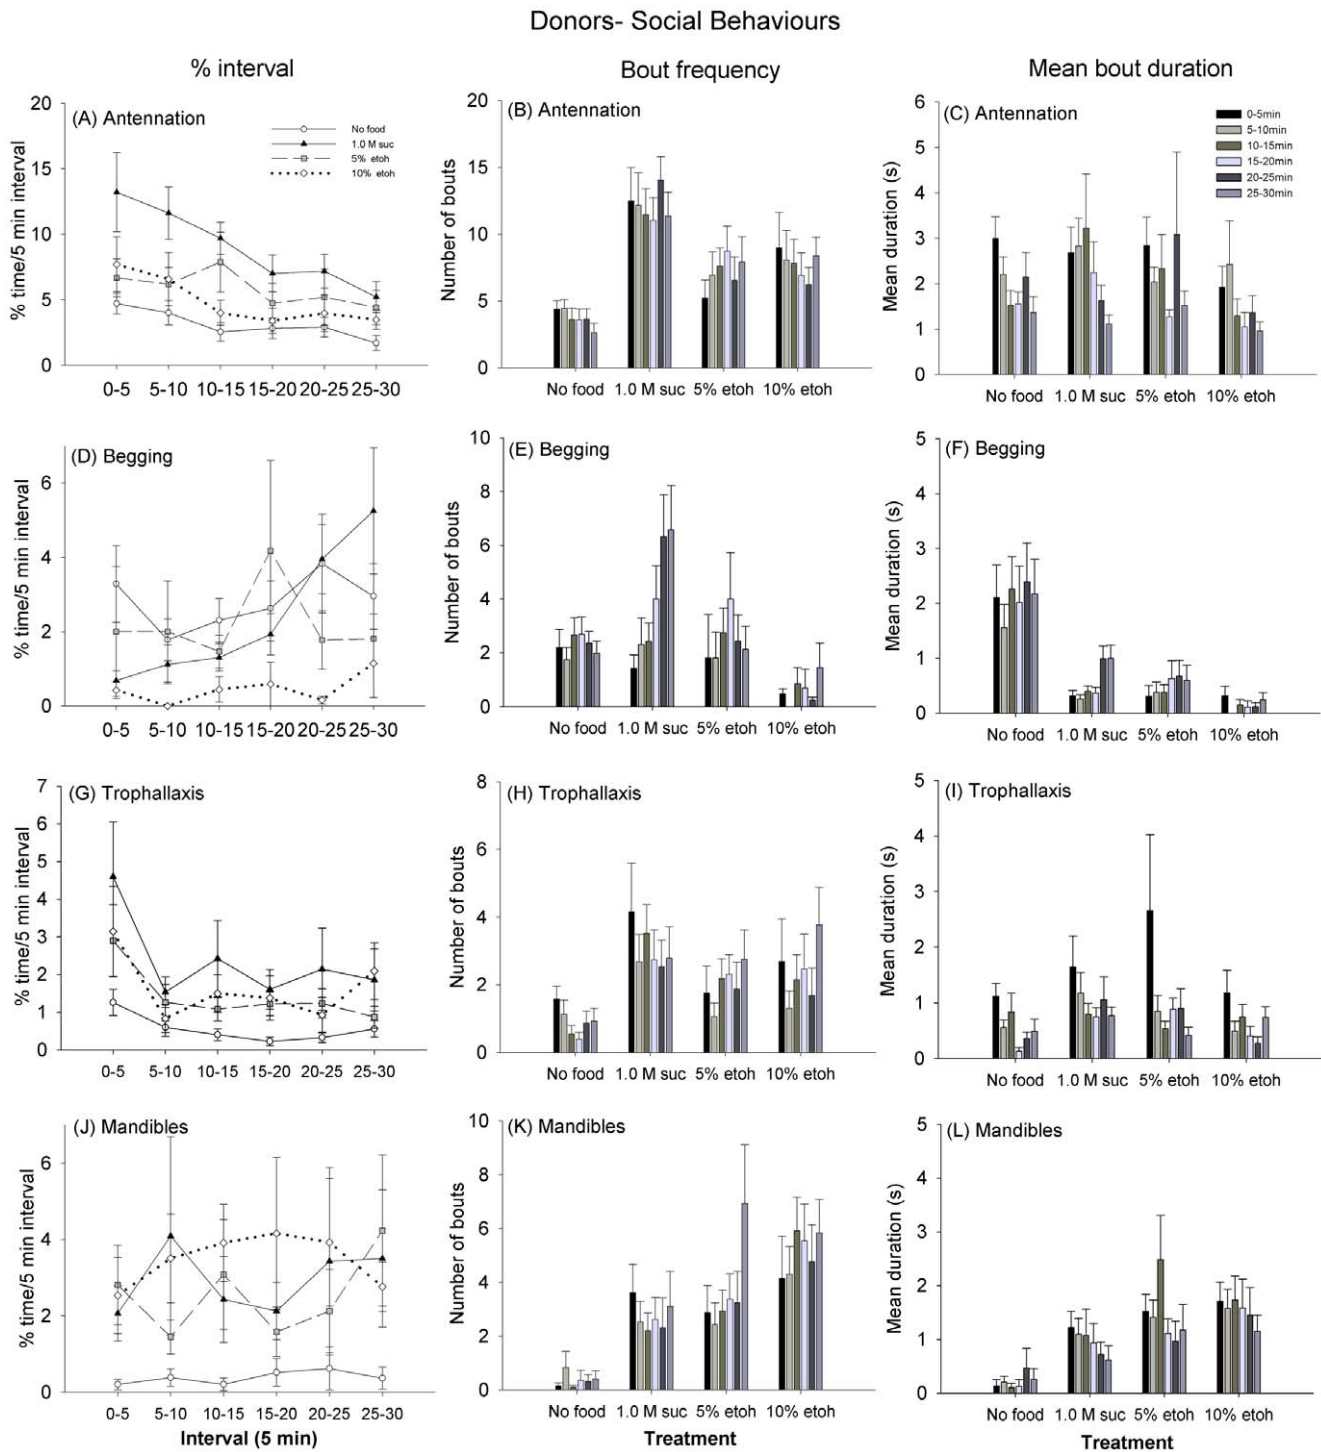 Donors- Social Behaviours
% interval
Bout frequency
Mean bout duration
(A) Antennation
No food
1.0 M suc
5% etoh
10% etoh
% time/5 min interval
20
15
10
5
0
0-5 5-10 10-15 15-20 20-25 25-30
(B) Antennation
Number of bouts
20
15
10
5
0
No food 1.0 M suc 5% etoh 10% etoh
(C) Antennation
0-5min
5-10min
10-15min
15-20min
20-25min
25-30min
Mean duration (s)
6
5
4
3
2
1
0
No food 1.0 M suc 5% etoh 10% etoh
(D) Begging
% time/5 min interval
6
4
2
0
0-5 5-10 10-15 15-20 20-25 25-30
(E) Begging
Number of bouts
10
8
6
4
2
0
No food 1.0 M suc 5% etoh 10% etoh
(F) Begging
Mean duration (s)
5
4
3
2
1
0
No food 1.0 M suc 5% etoh 10% etoh
(G) Trophallaxis
% time/5 min interval
7
6
5
4
3
2
1
0
0-5 5-10 10-15 15-20 20-25 25-30
(H) Trophallaxis
Number of bouts
8
6
4
2
0
No food 1.0 M suc 5% etoh 10% etoh
(I) Trophallaxis
Mean duration (s)
5
4
3
2
1
0
No food 1.0 M suc 5% etoh 10% etoh
(J) Mandibles
% time/5 min interval
6
4
2
0
0-5 5-10 10-15 15-20 20-25 25-30
Interval (5 min)
(K) Mandibles
Number of bouts
10
8
6
4
2
0
No food 1.0 M suc 5% etoh 10% etoh
Treatment
(L) Mandibles
Mean duration (s)
5
4
3
2
1
0
No food 1.0 M suc 5% etoh 10% etoh
Treatment